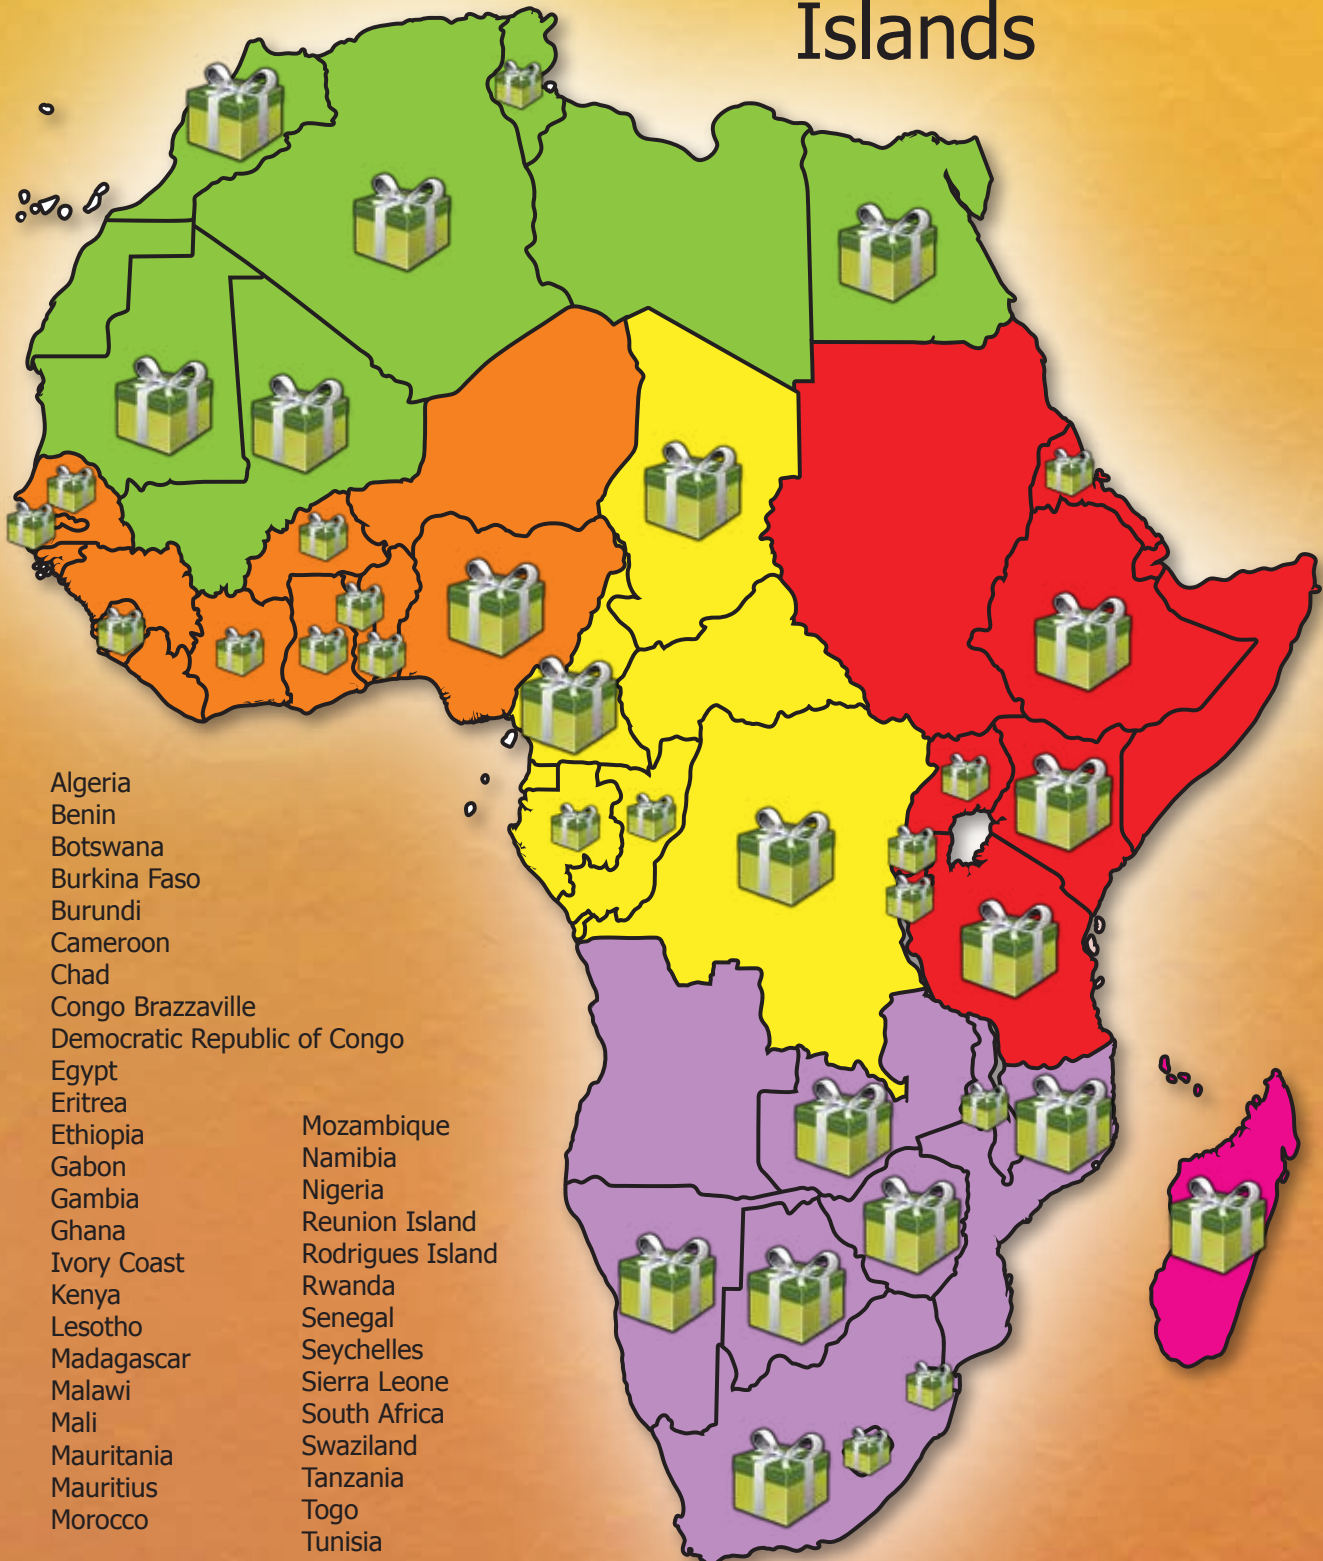 Islands
Algeria
Benin
Botswana
Burkina Faso
Burundi
Cameroon
Chad
Congo Brazzaville
Democratic Republic of Congo
Egypt
Eritrea
Ethiopia
Gabon
Gambia
Ghana
Ivory Coast
Kenya
Lesotho
Madagascar
Malawi
Mali
Mauritania
Mauritius
Morocco
Mozambique
Namibia
Nigeria
Reunion Island
Rodrigues Island
Rwanda
Senegal
Seychelles
Sierra Leone
South Africa
Swaziland
Tanzania
Togo
Tunisia